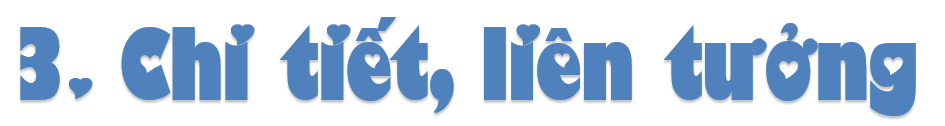 3. Chi tiết, liên tưởng